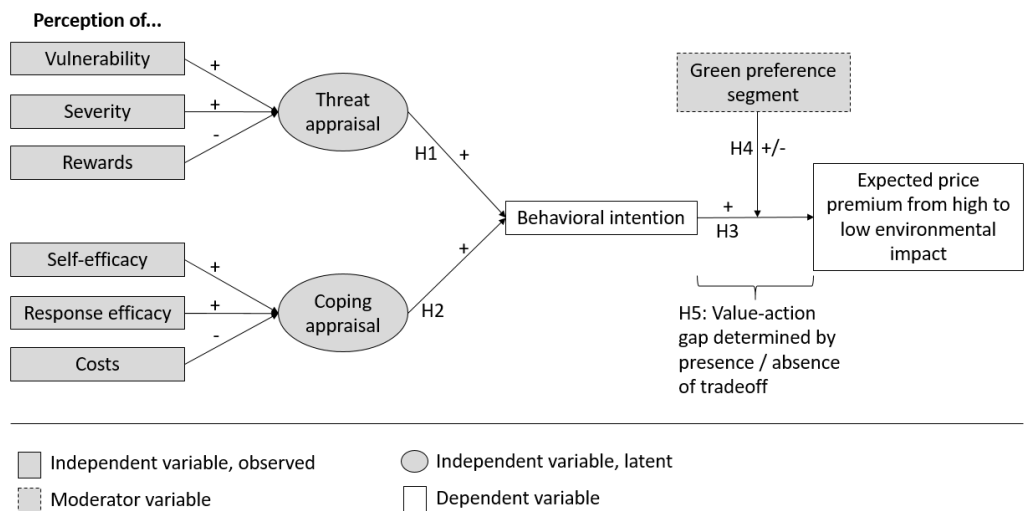 Perception of...
Vulnerability
+
Severity
+
Rewards
-
Threat
appraisal
H1
+
Self-efficacy
+
Response efficacy
+
Costs
-
Coping
appraisal
H2
+
Behavioral intention
Green preference
segment
H4 +/-
+
H3
Expected price
premium from high to
low environmental
impact
H5: Value-action
gap determined by
presence / absence
of tradeoff
Independent variable, observed
Independent variable, latent
Moderator variable
Dependent variable